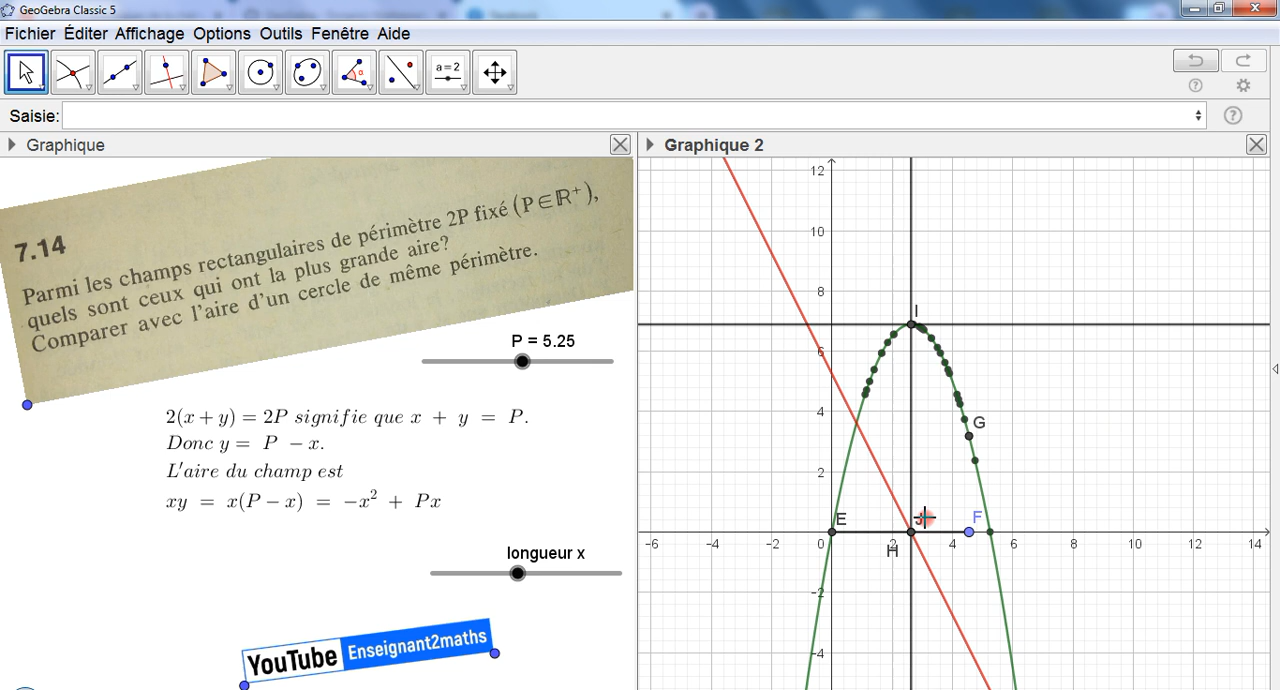 GeoGebra Classic 5
Fichier Éditer Affichage Options Outils Fenêtre Aide
a = 2
Saisie:
Graphique
7.14
Parmi les champs rectangulaires de périmètre 2P fixé (P∈ℝ⁺),
quels sont ceux qui ont la plus grande aire?
Comparer avec l'aire d'un cercle de même périmètre.
P = 5.25
2(x + y) = 2P signifie que x + y = P.
Donc y = P − x.
L'aire du champ est
xy = x(P − x) = −x² + Px
longueur x
YouTube Enseignant2maths
Graphique 2
12
10
8
6
4
2
-2
-4
I
G
E
F
H
-6 -4 -2 0 2 4 6 8 10 12 14